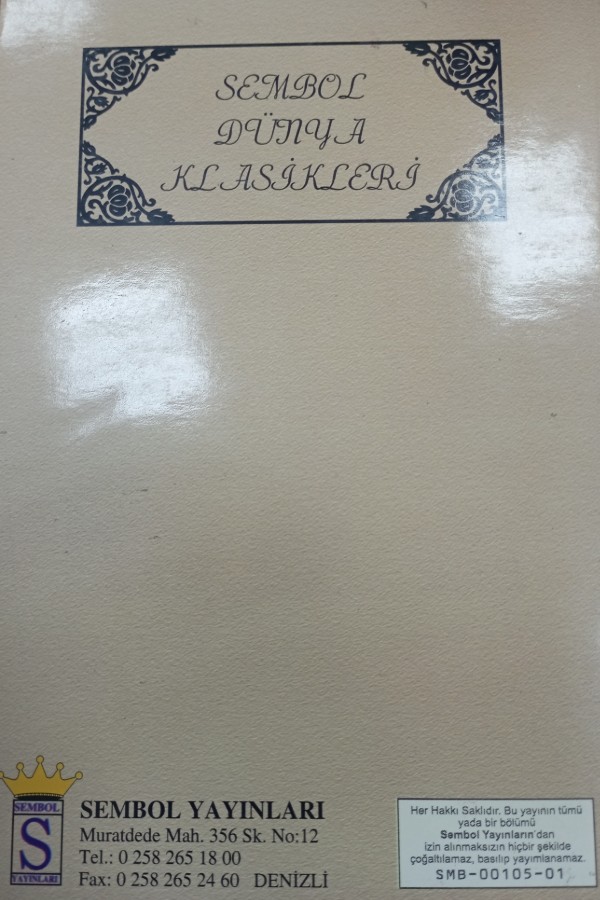 SEMBOL
DÜNYA
KLASİKLERİ
SEMBOL
S
YAYINLARI
SEMBOL YAYINLARI
Muratdede Mah. 356 Sk. No:12
Tel.: 0 258 265 18 00
Fax: 0 258 265 24 60 DENİZLİ
Her Hakkı Saklıdır. Bu yayının tümü
yada bir bölümü
Sembol Yayınların'dan
izin alınmaksızın hiçbir şekilde
çoğaltılamaz, basılıp yayımlanamaz.
SMB-00105-01